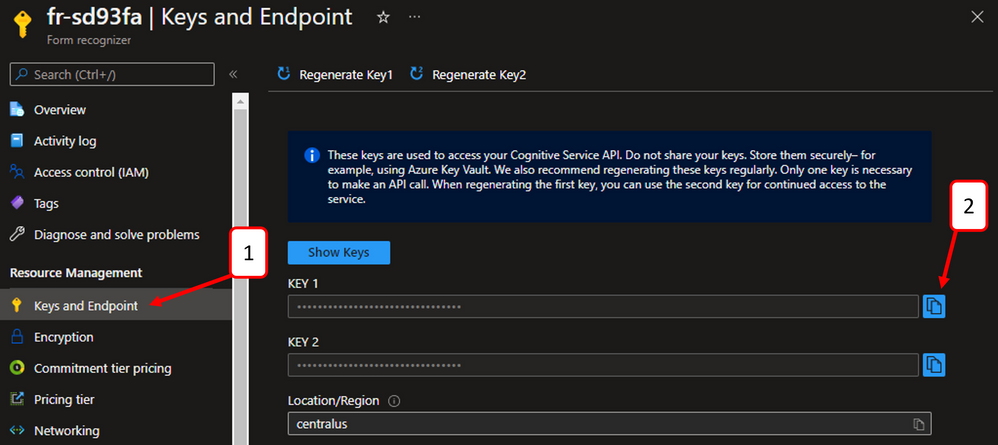 fr-sd93fa | Keys and Endpoint
Form recognizer
Search (Ctrl+/)
Overview
Activity log
Access control (IAM)
Tags
Diagnose and solve problems
Resource Management
Keys and Endpoint
Encryption
Commitment tier pricing
Pricing tier
Networking
Regenerate Key1
Regenerate Key2
These keys are used to access your Cognitive Service API. Do not share your keys. Store them securely– for
example, using Azure Key Vault. We also recommend regenerating these keys regularly. Only one key is necessary
to make an API call. When regenerating the first key, you can use the second key for continued access to the
service.
1
2
Show Keys
KEY 1
KEY 2
Location/Region
centralus